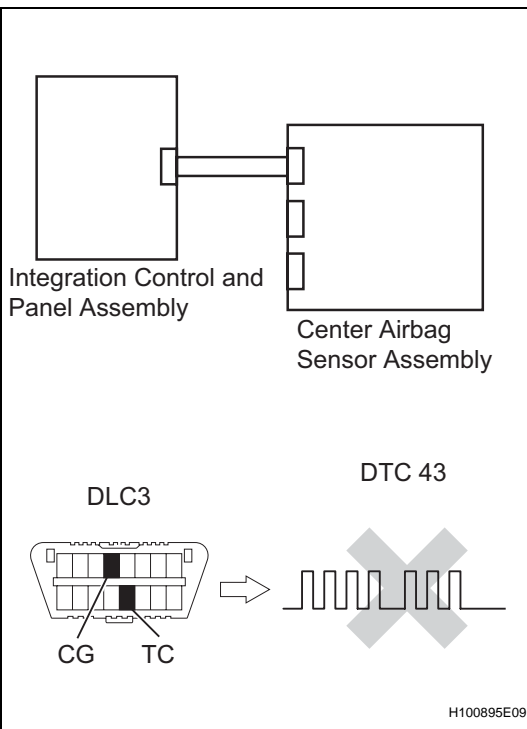 Integration Control and
Panel Assembly
Center Airbag
Sensor Assembly
DTC 43
DLC3
CG
TC
H100895E09